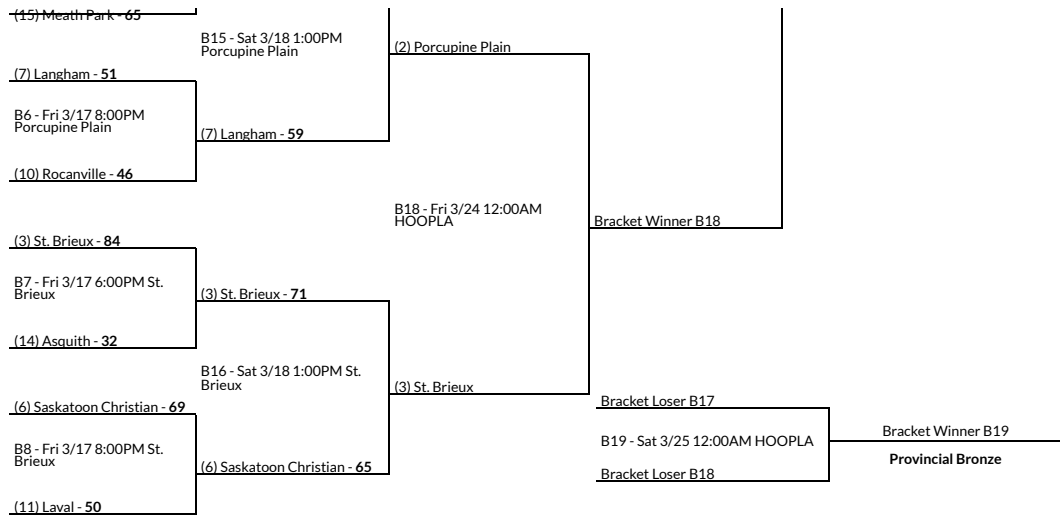 (15) Meath Park - 65
B15 - Sat 3/18 1:00PM
Porcupine Plain
(2) Porcupine Plain
(7) Langham - 51
B6 - Fri 3/17 8:00PM
Porcupine Plain
(7) Langham - 59
(10) Rocanville - 46
B18 - Fri 3/24 12:00AM
HOOPLA
Bracket Winner B18
(3) St. Brieux - 84
B7 - Fri 3/17 6:00PM St.
Brieux
(3) St. Brieux - 71
(14) Asquith - 32
B16 - Sat 3/18 1:00PM St.
Brieux
(3) St. Brieux
(6) Saskatoon Christian - 69
B8 - Fri 3/17 8:00PM St.
Brieux
(6) Saskatoon Christian - 65
(11) Laval - 50
Bracket Loser B17
B19 - Sat 3/25 12:00AM HOOPLA
Bracket Loser B18
Bracket Winner B19
Provincial Bronze